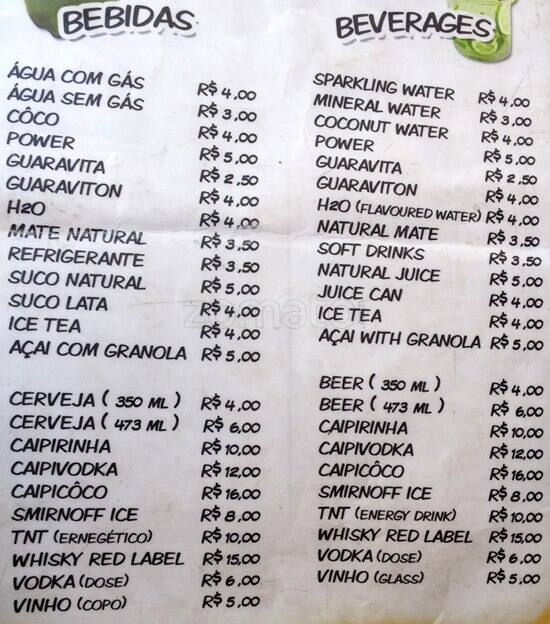 BEBIDAS
ÁGUA COM GÁS R$ 4,00
ÁGUA SEM GÁS R$ 3,00
CÔCO R$ 4,00
POWER R$ 5,00
GUARAVITA R$ 2,50
GUARAVITON R$ 4,00
H2O R$ 4,00
MATE NATURAL R$ 3,50
REFRIGERANTE R$ 3,50
SUCO NATURAL R$ 5,00
SUCO LATA R$ 4,00
ICE TEA R$ 4,00
AÇAI COM GRANOLA R$ 5,00
CERVEJA ( 350 ML ) R$ 4,00
CERVEJA ( 473 ML ) R$ 6,00
CAIPIRINHA R$ 10,00
CAIPIVODKA R$ 12,00
CAIPICÔCO R$ 16,00
SMIRNOFF ICE R$ 8,00
TNT (ERNEGÉTICO) R$ 10,00
WHISKY RED LABEL R$ 15,00
VODKA (DOSE) R$ 6,00
VINHO (COPO) R$ 5,00
BEVERAGES
SPARKLING WATER R$ 4,00
MINERAL WATER R$ 3,00
COCONUT WATER R$ 4,00
POWER R$ 5,00
GUARAVITA R$ 2,50
GUARAVITON R$ 4,00
H2O (FLAVOURED WATER) R$ 4,00
NATURAL MATE R$ 3,50
SOFT DRINKS R$ 3,50
NATURAL JUICE R$ 5,00
JUICE CAN R$ 4,00
ICE TEA R$ 4,00
AÇAI WITH GRANOLA R$ 5,00
BEER ( 350 ML ) R$ 4,00
BEER ( 473 ML ) R$ 6,00
CAIPIRINHA R$ 10,00
CAIPIVODKA R$ 12,00
CAIPICÔCO R$ 16,00
SMIRNOFF ICE R$ 8,00
TNT (ENERGY DRINK) R$ 10,00
WHISKY RED LABEL R$ 15,00
VODKA (DOSE) R$ 6,00
VINHO (GLASS) R$ 5,00
zomato